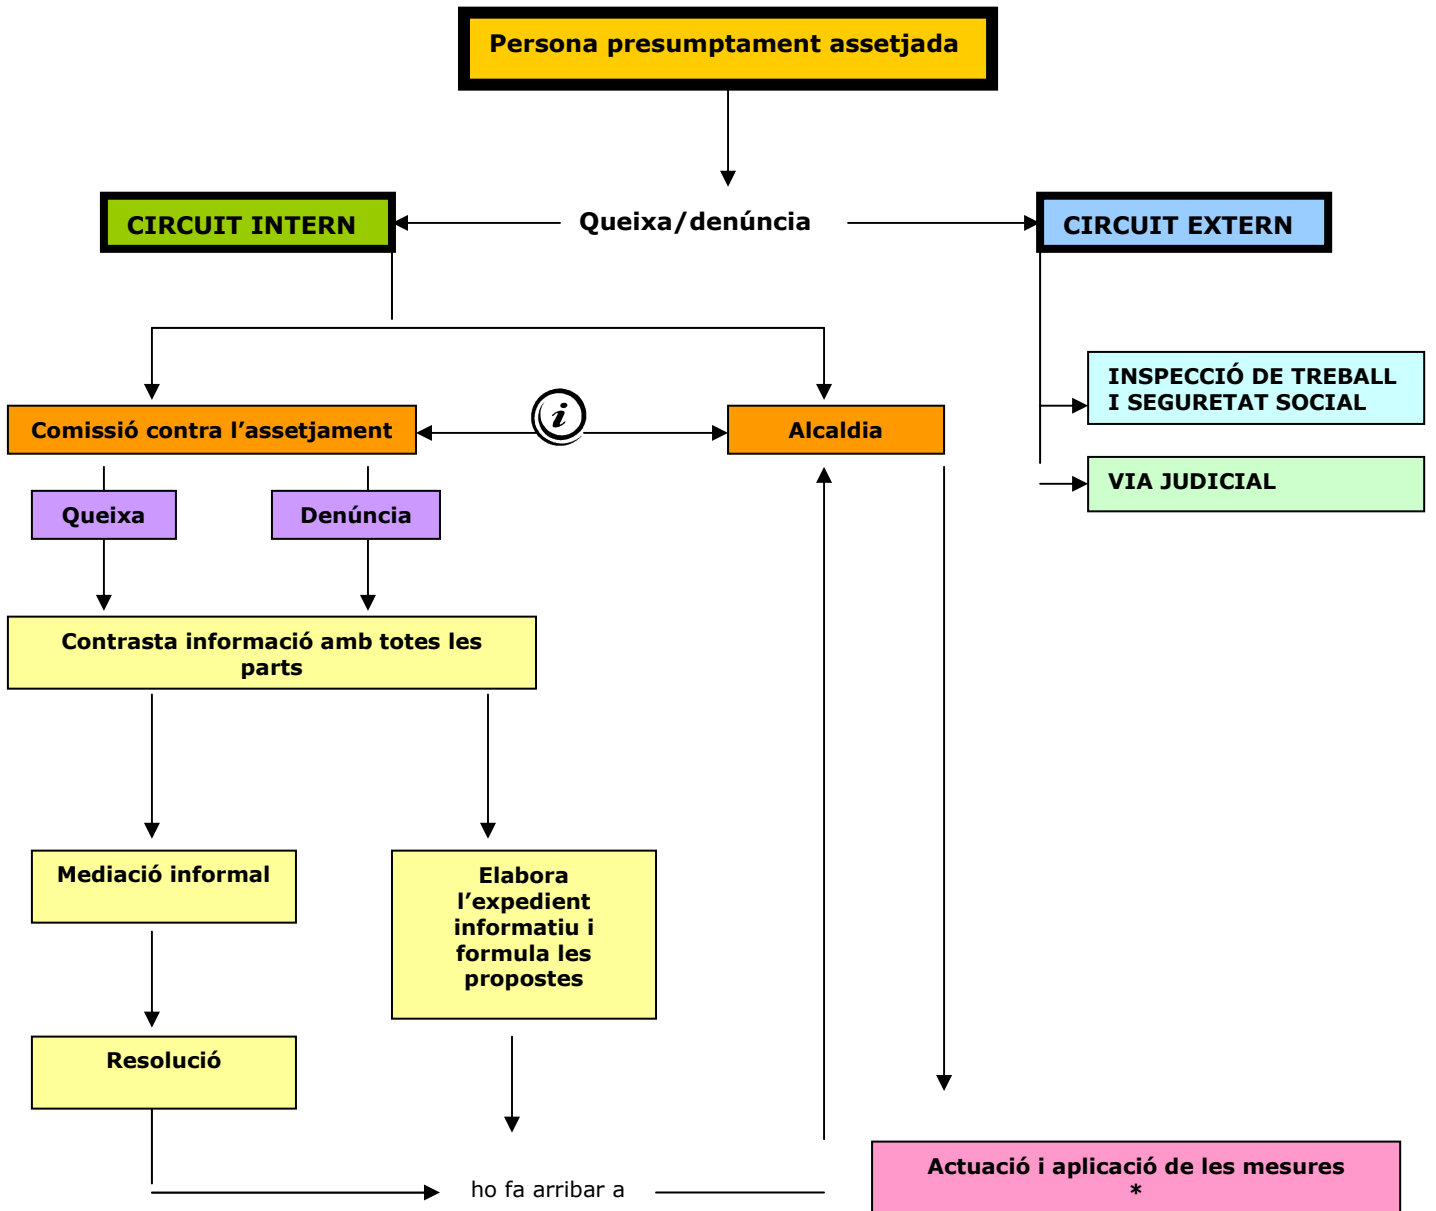 Persona presumptament assetjada
CIRCUIT INTERN
Queixa/denúncia
CIRCUIT EXTERN
INSPECCIÓ DE TREBALL
I SEGURETAT SOCIAL
Comissió contra l'assetjament
i
Alcaldia
VIA JUDICIAL
Queixa
Denúncia
Contrasta informació amb totes les
parts
Mediació informal
Elabora
l'expedient
informatiu i
formula les
propostes
Resolució
Actuació i aplicació de les mesures
*
ho fa arribar a